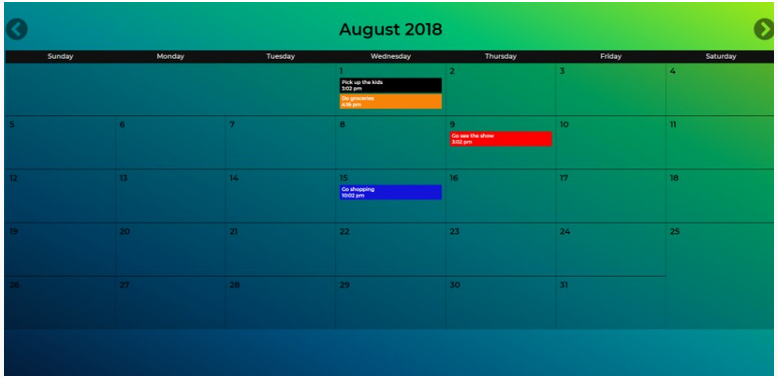 August 2018
Sunday Monday Tuesday Wednesday Thursday Friday Saturday
1 2 3 4
Pick up the kids
3:02 pm
Do groceries
4:18 pm
5 6 7 8 9 10 11
Go see the show
3:02 pm
12 13 14 15 16 17 18
Go shopping
10:02 pm
19 20 21 22 23 24 25
26 27 28 29 30 31